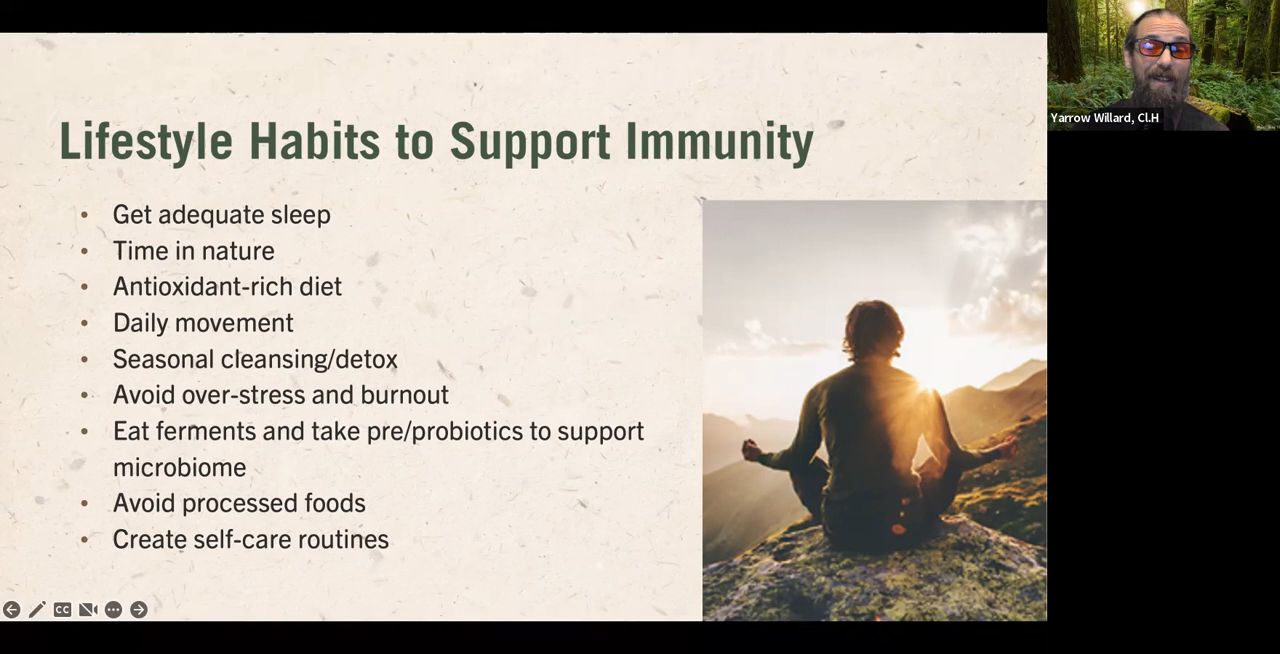 Lifestyle Habits to Support Immunity
• Get adequate sleep
• Time in nature
• Antioxidant-rich diet
• Daily movement
• Seasonal cleansing/detox
• Avoid over-stress and burnout
• Eat ferments and take pre/probiotics to support
microbiome
• Avoid processed foods
• Create self-care routines
Yarrow Willard, Cl.H
CC